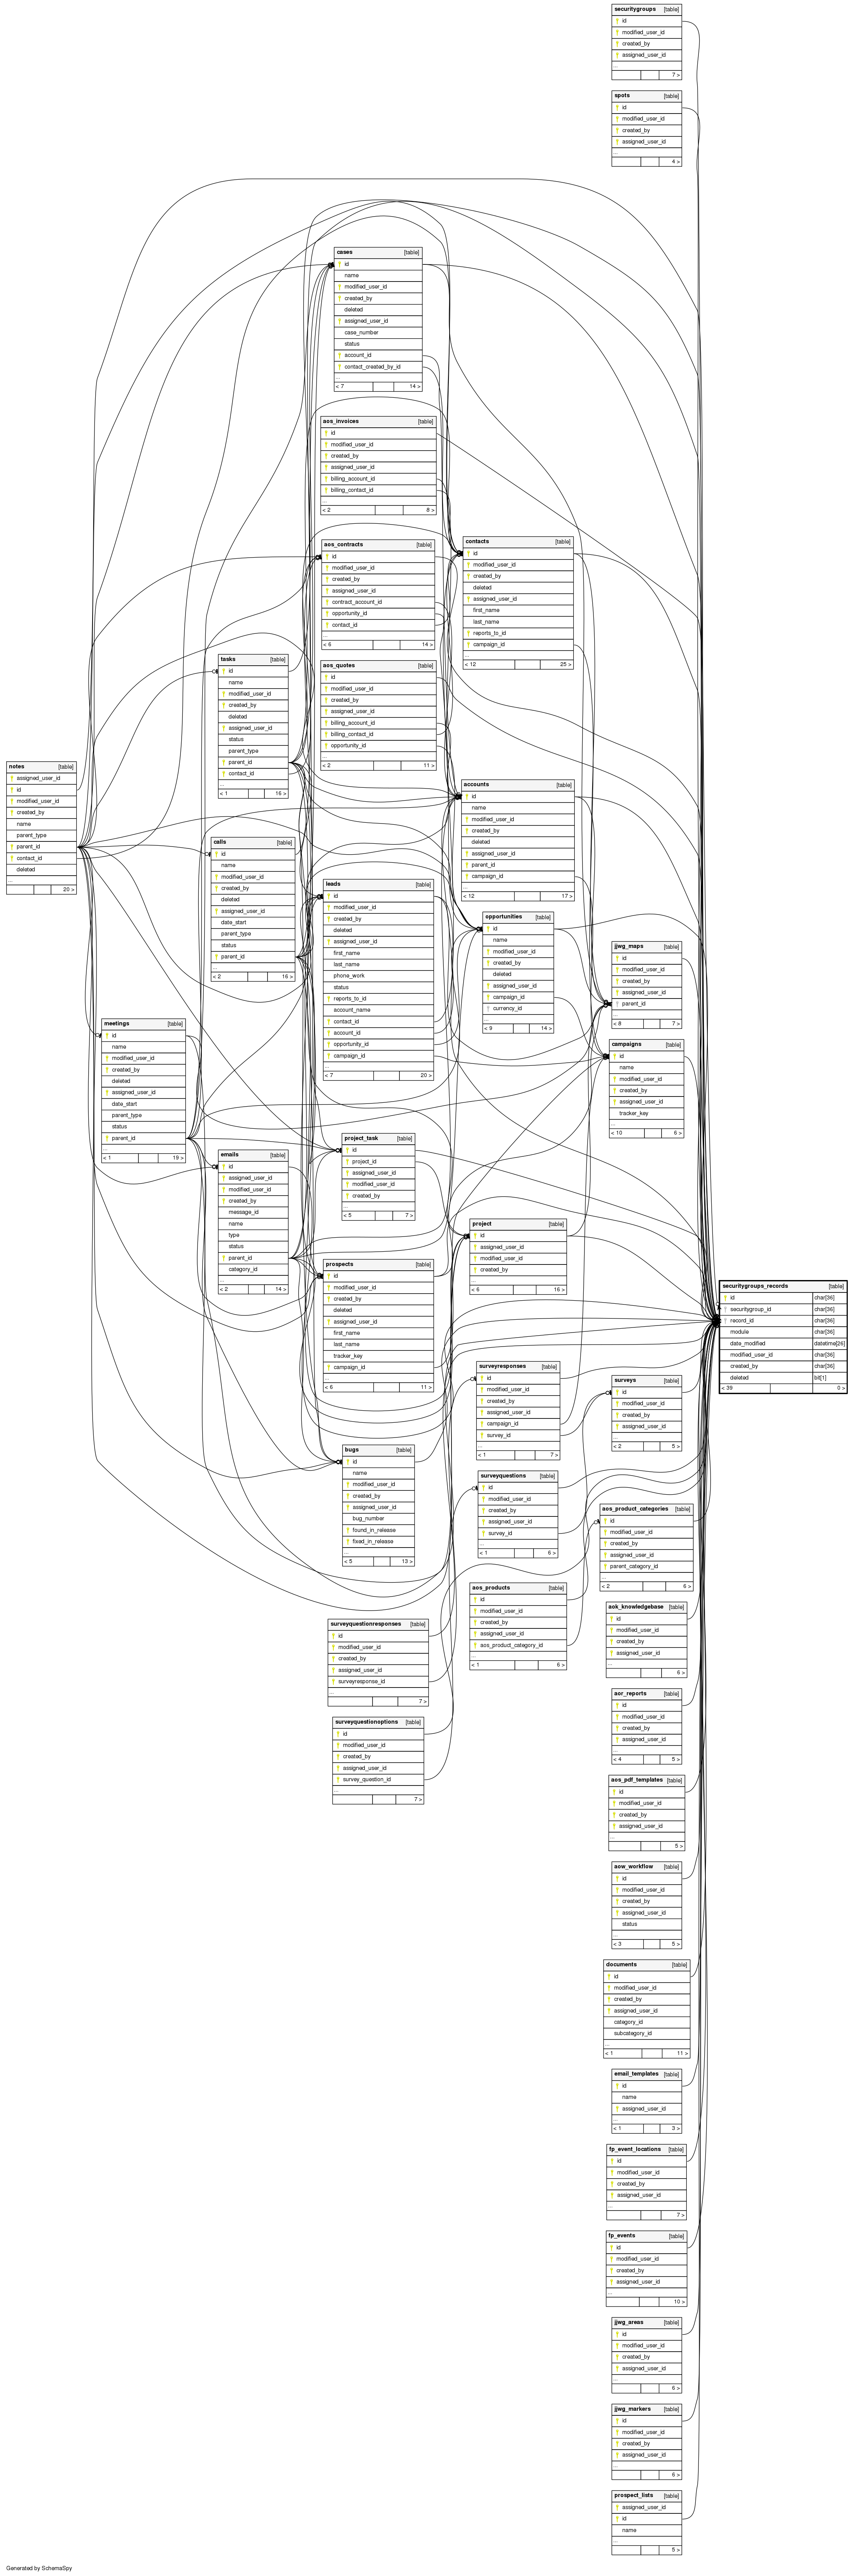 securitygroups [table]
id
modified_user_id
created_by
assigned_user_id
...
7 >
spots [table]
id
modified_user_id
created_by
assigned_user_id
...
4 >
cases [table]
id
name
modified_user_id
created_by
deleted
assigned_user_id
case_number
status
account_id
contact_created_by_id
...
< 7 14 >
aos_invoices [table]
id
modified_user_id
created_by
assigned_user_id
billing_account_id
billing_contact_id
...
< 2 8 >
aos_contracts [table]
id
modified_user_id
created_by
assigned_user_id
contract_account_id
opportunity_id
contact_id
...
< 6 14 >
contacts [table]
id
modified_user_id
created_by
deleted
assigned_user_id
first_name
last_name
reports_to_id
campaign_id
...
< 12 25 >
tasks [table]
id
name
modified_user_id
created_by
deleted
assigned_user_id
status
parent_type
parent_id
contact_id
...
< 1 16 >
aos_quotes [table]
id
modified_user_id
created_by
assigned_user_id
billing_account_id
billing_contact_id
opportunity_id
...
< 2 11 >
notes [table]
assigned_user_id
id
modified_user_id
created_by
name
parent_type
parent_id
contact_id
deleted
...
20 >
accounts [table]
id
name
modified_user_id
created_by
deleted
assigned_user_id
parent_id
campaign_id
...
< 12 17 >
calls [table]
id
name
modified_user_id
created_by
deleted
assigned_user_id
date_start
parent_type
status
parent_id
...
< 2 16 >
leads [table]
id
modified_user_id
created_by
deleted
assigned_user_id
first_name
last_name
phone_work
status
reports_to_id
account_name
contact_id
account_id
opportunity_id
campaign_id
...
< 7 20 >
opportunities [table]
id
name
modified_user_id
created_by
deleted
assigned_user_id
campaign_id
currency_id
...
< 9 14 >
jjwg_maps [table]
id
modified_user_id
created_by
assigned_user_id
parent_id
...
< 8 7 >
meetings [table]
id
name
modified_user_id
created_by
deleted
assigned_user_id
date_start
parent_type
status
parent_id
...
< 1 19 >
campaigns [table]
id
name
modified_user_id
created_by
assigned_user_id
tracker_key
...
< 10 6 >
emails [table]
id
assigned_user_id
modified_user_id
created_by
message_id
name
type
status
parent_id
category_id
...
< 2 14 >
project_task [table]
id
project_id
assigned_user_id
modified_user_id
created_by
...
< 5 7 >
project [table]
id
assigned_user_id
modified_user_id
created_by
...
< 6 16 >
prospects [table]
id
modified_user_id
created_by
deleted
assigned_user_id
first_name
last_name
tracker_key
campaign_id
...
< 6 11 >
securitygroups_records [table]
id char[36]
securitygroup_id char[36]
record_id char[36]
module char[36]
date_modified datetime[26]
modified_user_id char[36]
created_by char[36]
deleted bit[1]
< 39 0 >
surveyresponses [table]
id
modified_user_id
created_by
assigned_user_id
campaign_id
survey_id
...
< 1 7 >
surveys [table]
id
modified_user_id
created_by
assigned_user_id
...
< 2 5 >
bugs [table]
id
name
modified_user_id
created_by
assigned_user_id
bug_number
found_in_release
fixed_in_release
...
< 5 13 >
surveyquestions [table]
id
modified_user_id
created_by
assigned_user_id
survey_id
...
< 1 6 >
aos_product_categories [table]
id
modified_user_id
created_by
assigned_user_id
parent_category_id
...
< 2 6 >
aos_products [table]
id
modified_user_id
created_by
assigned_user_id
aos_product_category_id
...
< 1 6 >
aok_knowledgebase [table]
id
modified_user_id
created_by
assigned_user_id
...
6 >
surveyquestionresponses [table]
id
modified_user_id
created_by
assigned_user_id
surveyresponse_id
...
7 >
aor_reports [table]
id
modified_user_id
created_by
assigned_user_id
...
< 4 5 >
surveyquestionoptions [table]
id
modified_user_id
created_by
assigned_user_id
survey_question_id
...
7 >
aos_pdf_templates [table]
id
modified_user_id
created_by
assigned_user_id
...
5 >
aow_workflow [table]
id
modified_user_id
created_by
assigned_user_id
status
...
< 3 5 >
documents [table]
id
modified_user_id
created_by
assigned_user_id
category_id
subcategory_id
...
< 1 11 >
email_templates [table]
id
name
assigned_user_id
...
< 1 3 >
fp_event_locations [table]
id
modified_user_id
created_by
assigned_user_id
...
7 >
fp_events [table]
id
modified_user_id
created_by
assigned_user_id
...
10 >
jjwg_areas [table]
id
modified_user_id
created_by
assigned_user_id
...
6 >
jjwg_markers [table]
id
modified_user_id
created_by
assigned_user_id
...
6 >
prospect_lists [table]
assigned_user_id
id
name
...
5 >
Generated by SchemaSpy